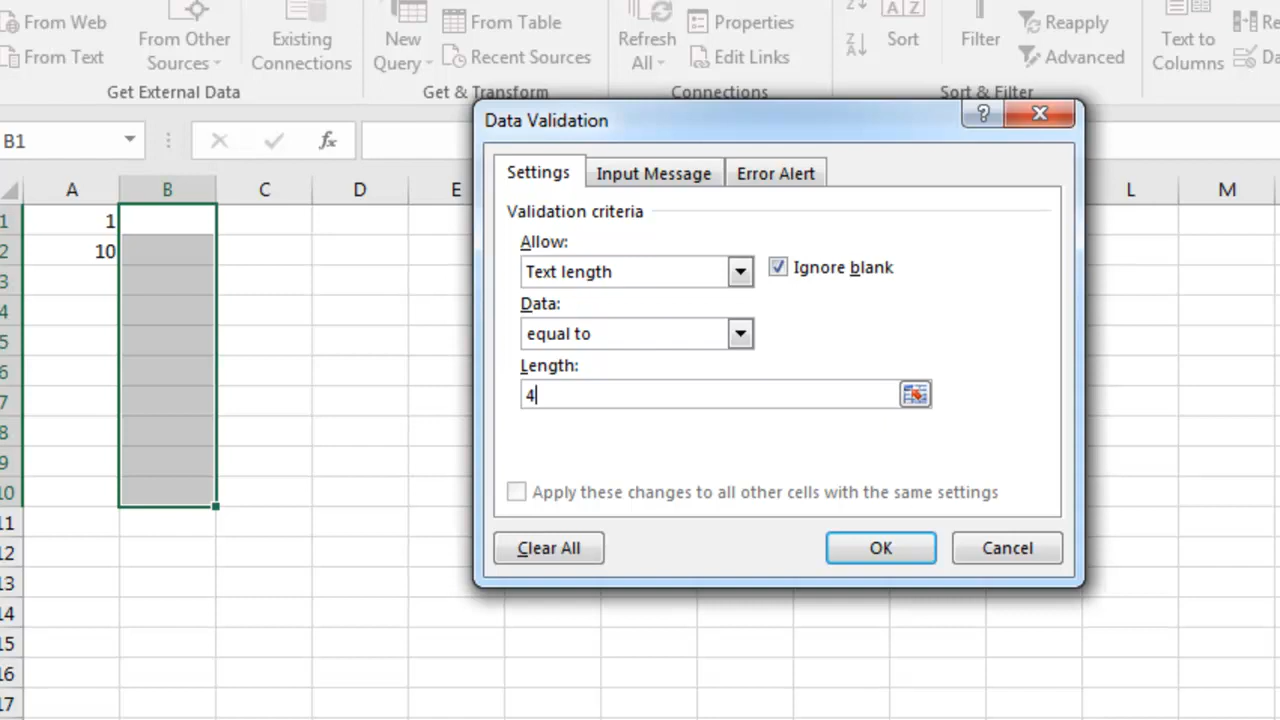 From Web
From Text
From Other
Sources
Existing
Connections
Get External Data
New
Query
From Table
Recent Sources
Get & Transform
Refresh
All
Properties
Edit Links
Connections
Sort
Filter
Reapply
Advanced
Sort & Filter
Text to
Columns
Re
Da
B1
fx
A B C D E L M
1 1
2 10
3
4
5
6
7
8
9
10
11
12
13
14
15
16
17
Data Validation
?
Settings Input Message Error Alert
Validation criteria
Allow:
Text length
Ignore blank
Data:
equal to
Length:
4
Apply these changes to all other cells with the same settings
Clear All OK Cancel